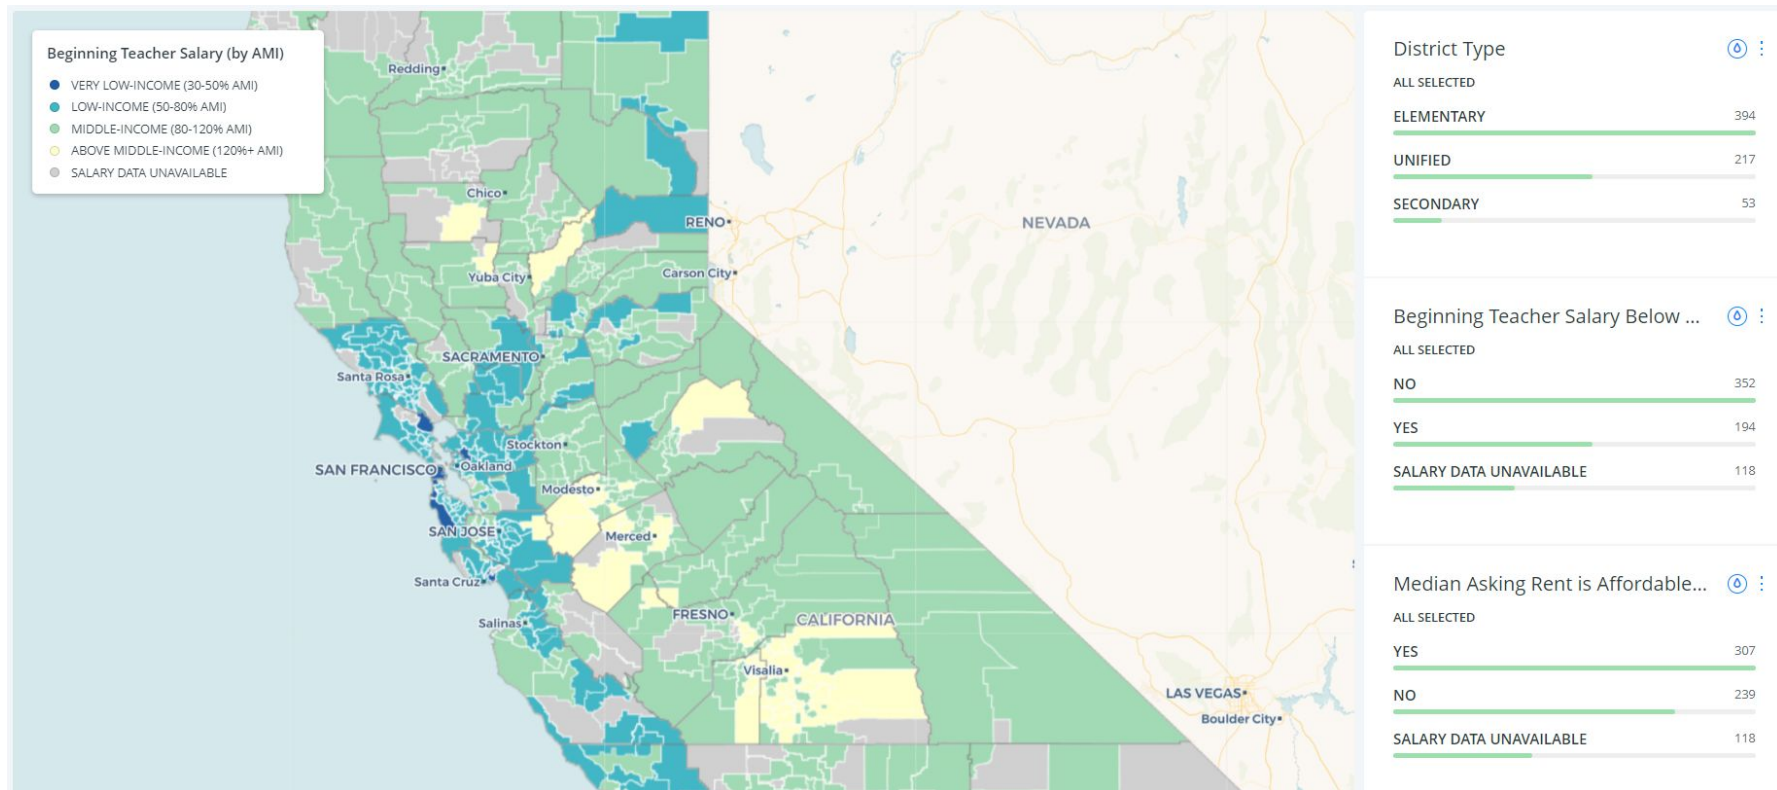 Beginning Teacher Salary (by AMI)
VERY LOW-INCOME (30-50% AMI)
LOW-INCOME (50-80% AMI)
MIDDLE-INCOME (80-120% AMI)
ABOVE MIDDLE-INCOME (120%+ AMI)
SALARY DATA UNAVAILABLE
Redding
Chico
RENO
NEVADA
Yuba City
Carson City
SACRAMENTO
Santa Rosa
Stockton
SAN FRANCISCO
Oakland
Modesto
SAN JOSE
Merced
Santa Cruz
Salinas
FRESNO
CALIFORNIA
Visalia
LAS VEGAS
Boulder City
District Type
ALL SELECTED
ELEMENTARY 394
UNIFIED 217
SECONDARY 53
Beginning Teacher Salary Below ...
ALL SELECTED
NO 352
YES 194
SALARY DATA UNAVAILABLE 118
Median Asking Rent is Affordable...
ALL SELECTED
YES 307
NO 239
SALARY DATA UNAVAILABLE 118